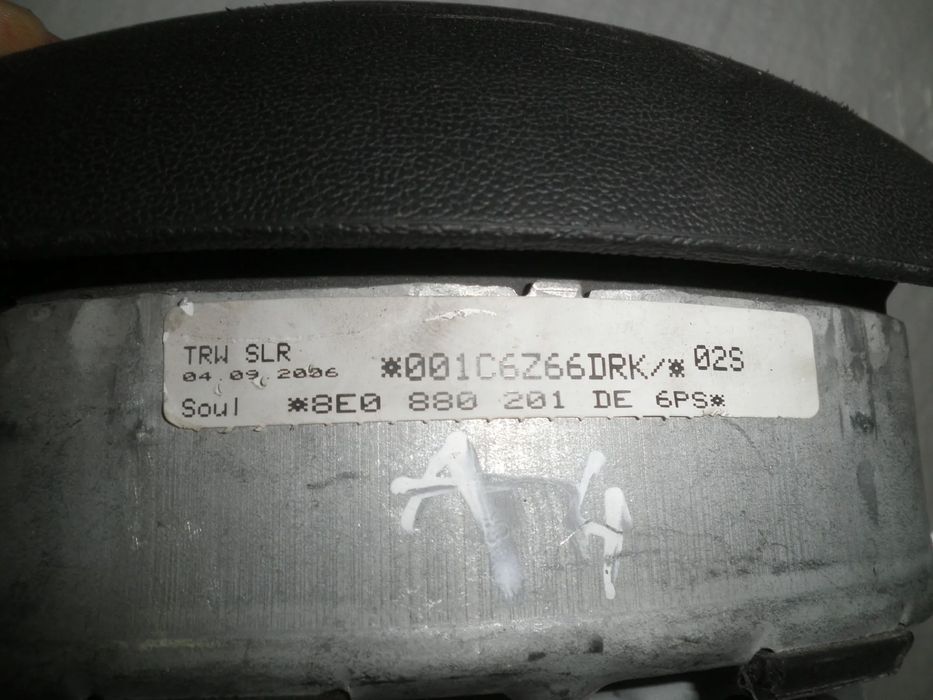 TRW SLR
*001C6Z66DRK/* 02S
04.09.2006
Soul *8E0 880 201 DE 6PS*
A4